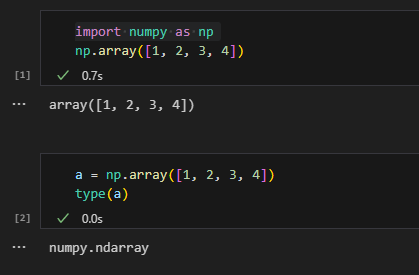 import numpy as np
np.array([1, 2, 3, 4])
[1] 0.7s
... array([1, 2, 3, 4])
a = np.array([1, 2, 3, 4])
type(a)
[2] 0.0s
... numpy.ndarray